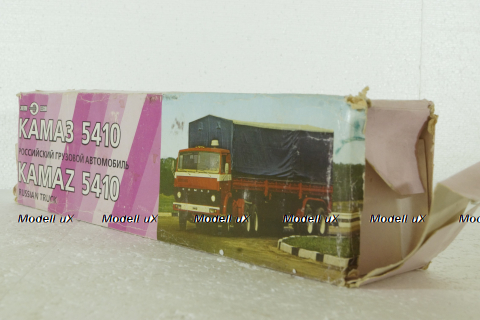 КАМАЗ 5410
РОССИЙСКИЙ ГРУЗОВОЙ АВТОМОБИЛЬ
KAMAZ 5410
RUSSIAN TRUCK
Modell uX Modell uX Modell uX Modell uX Modell uX Mo